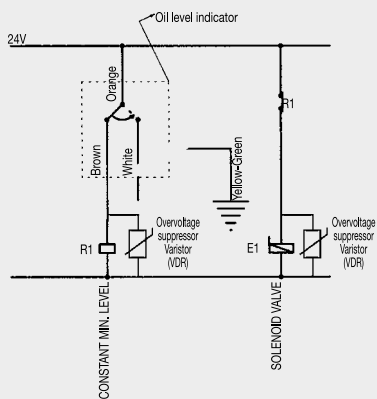 Oil level indicator
24V
Orange
R1
Brown
White
Yellow-Green
R1
Overvoltage
suppressor
Varistor
(VDR)
E1
Overvoltage
suppressor
Varistor
(VDR)
CONSTANT MIN. LEVEL
SOLENOID VALVE